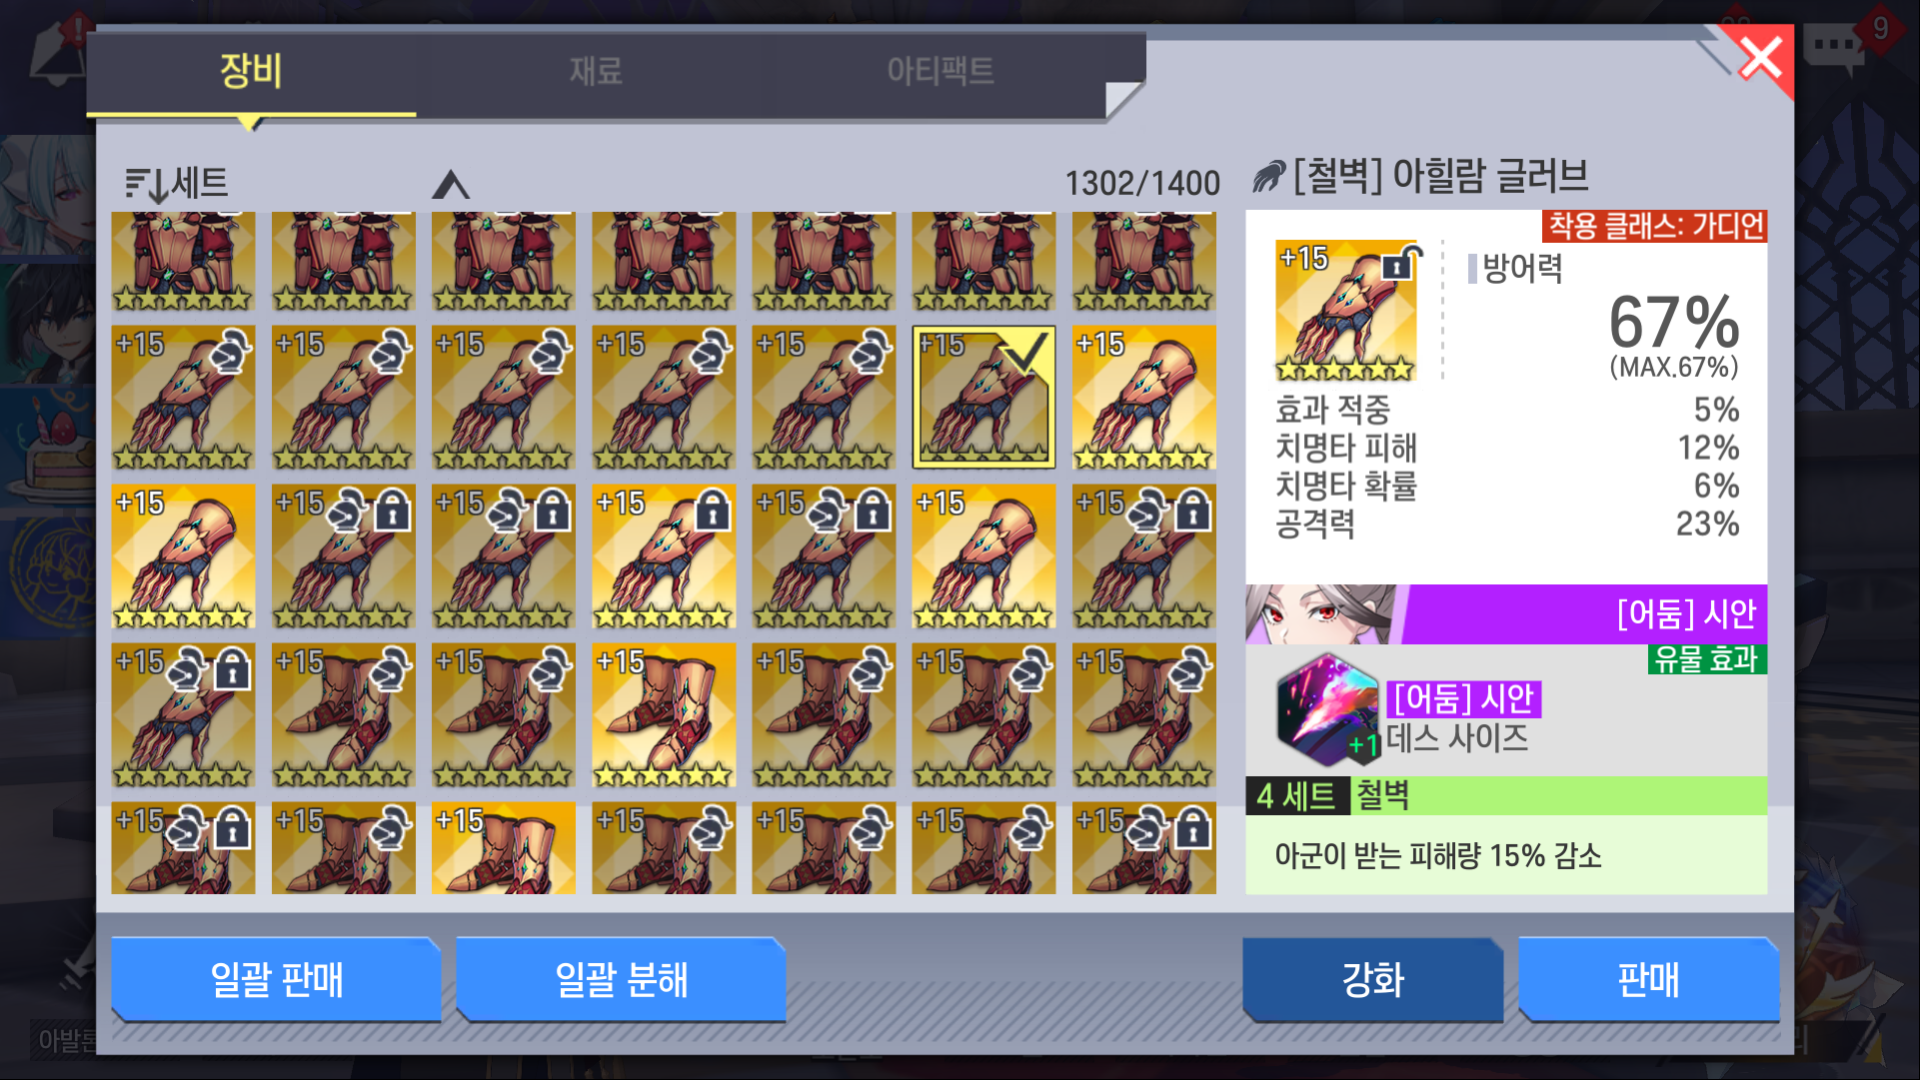 장비
재료
아티팩트
9
세트
1302/1400
[철벽] 아힐람 글러브
착용 클래스: 가디언
+15
방어력
67%
(MAX.67%)
효과 적중 5%
치명타 피해 12%
치명타 확률 6%
공격력 23%
[어둠] 시안
유물 효과
[어둠] 시안
+1 데스 사이즈
4 세트 철벽
아군이 받는 피해량 15% 감소
+15 +15 +15 +15 +15 +15 +15
+15 +15 +15 +15 +15 +15 +15
+15 +15 +15 +15 +15 +15 +15
+15 +15 +15 +15 +15 +15 +15
일괄 판매
일괄 분해
강화
판매
아발론